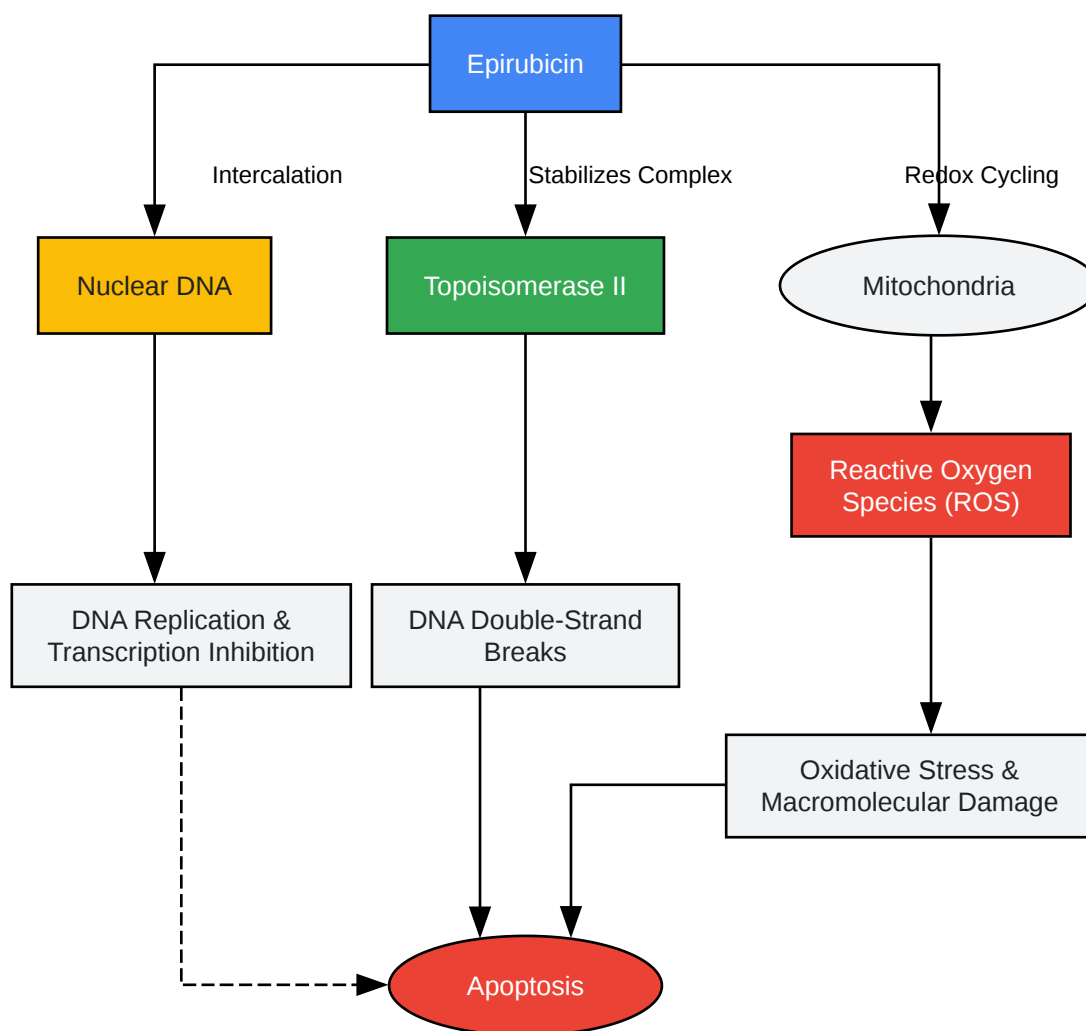 Epirubicin
Intercalation
Stabilizes Complex
Redox Cycling
Nuclear DNA
Topoisomerase II
Mitochondria
Reactive Oxygen
Species (ROS)
DNA Replication &
Transcription Inhibition
DNA Double-Strand
Breaks
Oxidative Stress &
Macromolecular Damage
Apoptosis